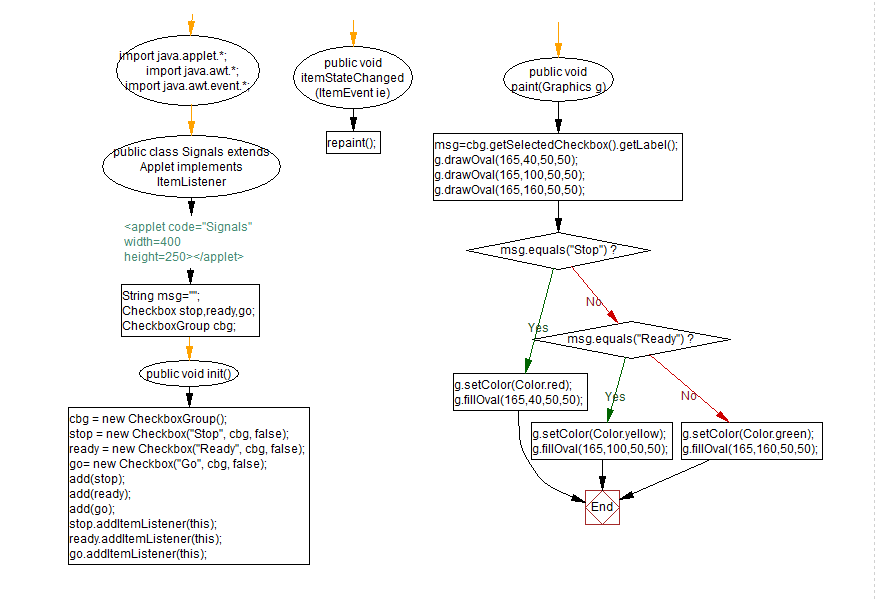 import java.applet.*;
import java.awt.*;
import java.awt.event.*;
public class Signals extends
Applet implements
ItemListener
<applet code="Signals"
width=400
height=250></applet>
String msg="";
Checkbox stop,ready,go;
CheckboxGroup cbg;
public void init()
cbg = new CheckboxGroup();
stop = new Checkbox("Stop", cbg, false);
ready = new Checkbox("Ready", cbg, false);
go= new Checkbox("Go", cbg, false);
add(stop);
add(ready);
add(go);
stop.addItemListener(this);
ready.addItemListener(this);
go.addItemListener(this);
public void
itemStateChanged
(ItemEvent ie)
repaint();
public void
paint(Graphics g)
msg=cbg.getSelectedCheckbox().getLabel();
g.drawOval(165,40,50,50);
g.drawOval(165,100,50,50);
g.drawOval(165,160,50,50);
msg.equals("Stop") ?
No
Yes
msg.equals("Ready") ?
g.setColor(Color.red);
g.fillOval(165,40,50,50);
Yes
No
g.setColor(Color.yellow);
g.fillOval(165,100,50,50);
g.setColor(Color.green);
g.fillOval(165,160,50,50);
End